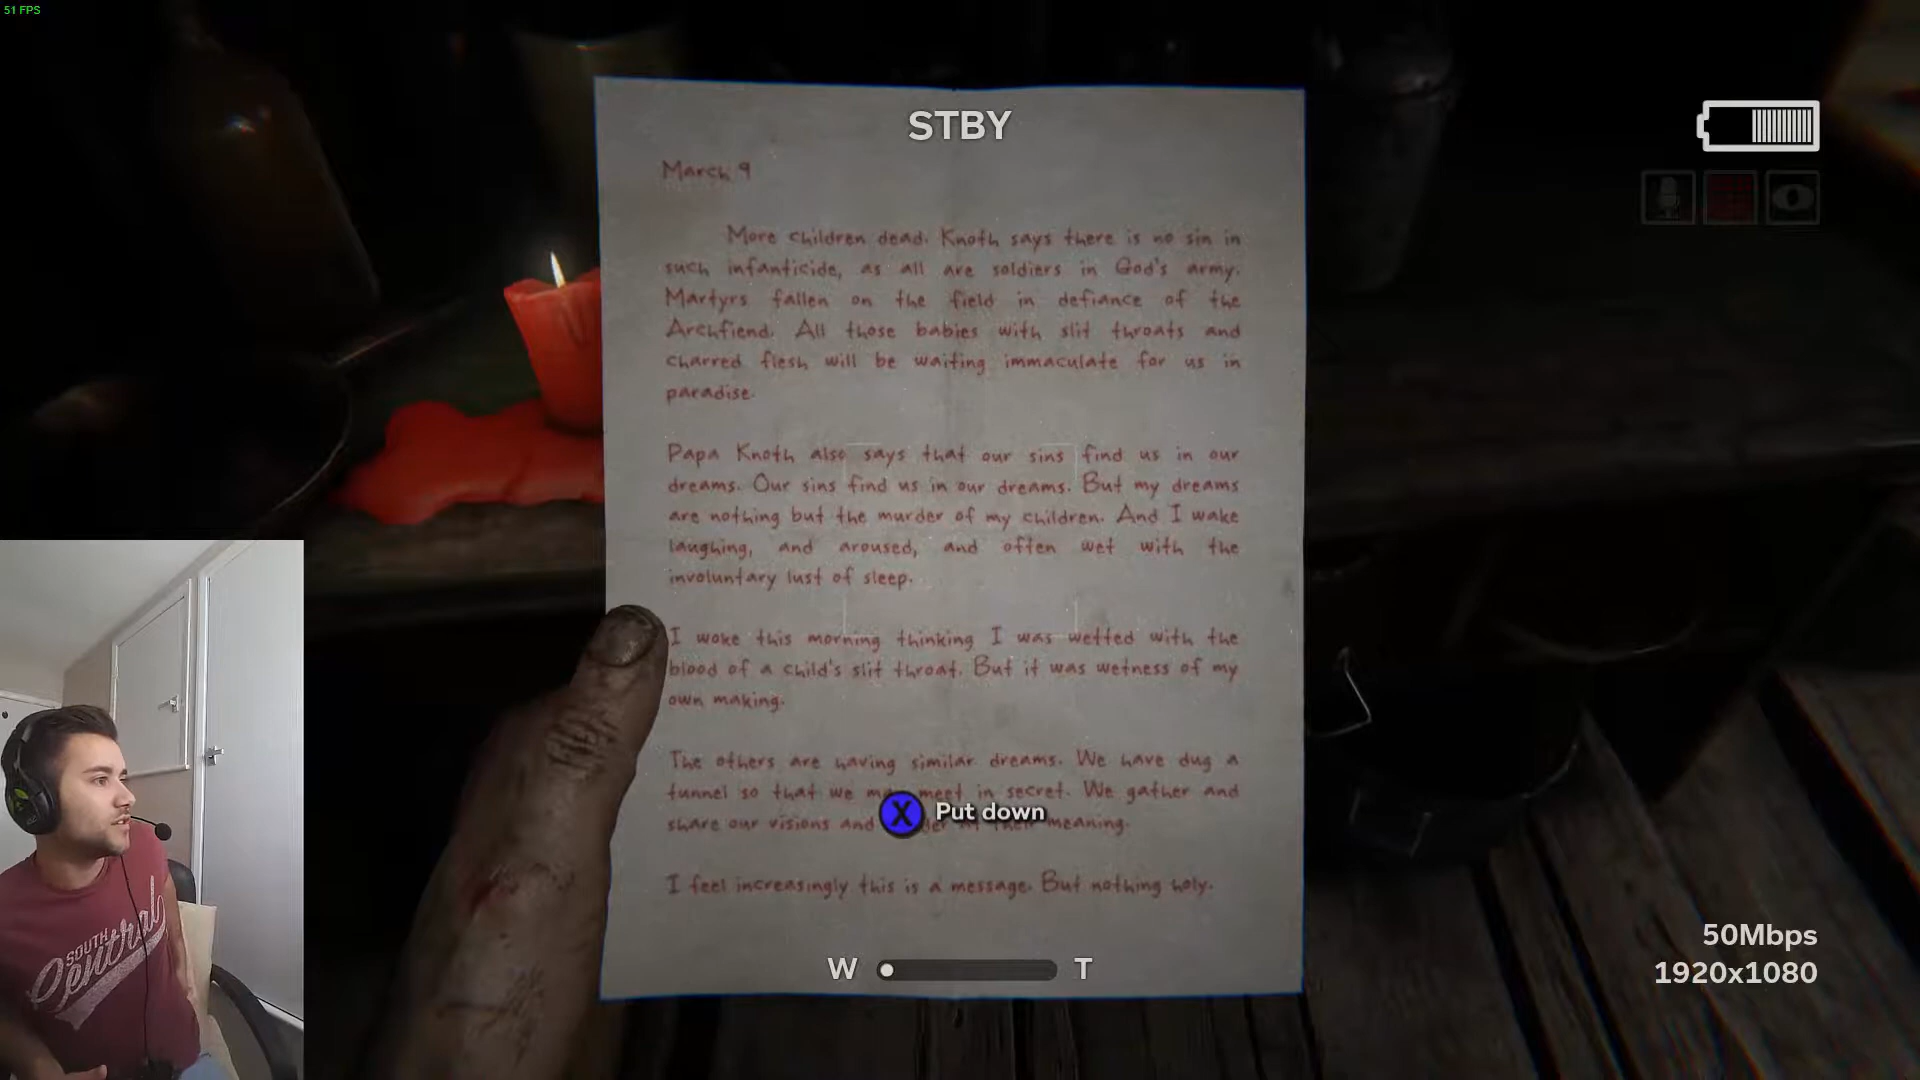 51 FPS
STBY
March 9
More children dead. Knoth says there is no sin in
such infanticide, as all are soldiers in God's army.
Martyrs fallen on the field in defiance of the
Archfiend. All those babies with slit throats and
charred flesh will be waiting immaculate for us in
paradise.
Papa Knoth also says that our sins find us in our
dreams. Our sins find us in our dreams. But my dreams
are nothing but the murder of my children. And I wake
laughing, and aroused, and often wet with the
involuntary lust of sleep.
I woke this morning thinking I was wetted with the
blood of a child's slit throat. But it was wetness of my
own making.
The others are having similar dreams. We have dug a
tunnel so that we may meet in secret. We gather and
share our visions and meaning.
X Put down
I feel increasingly this is a message. But nothing holy.
W T
50Mbps
1920x1080
SOUTH
Central